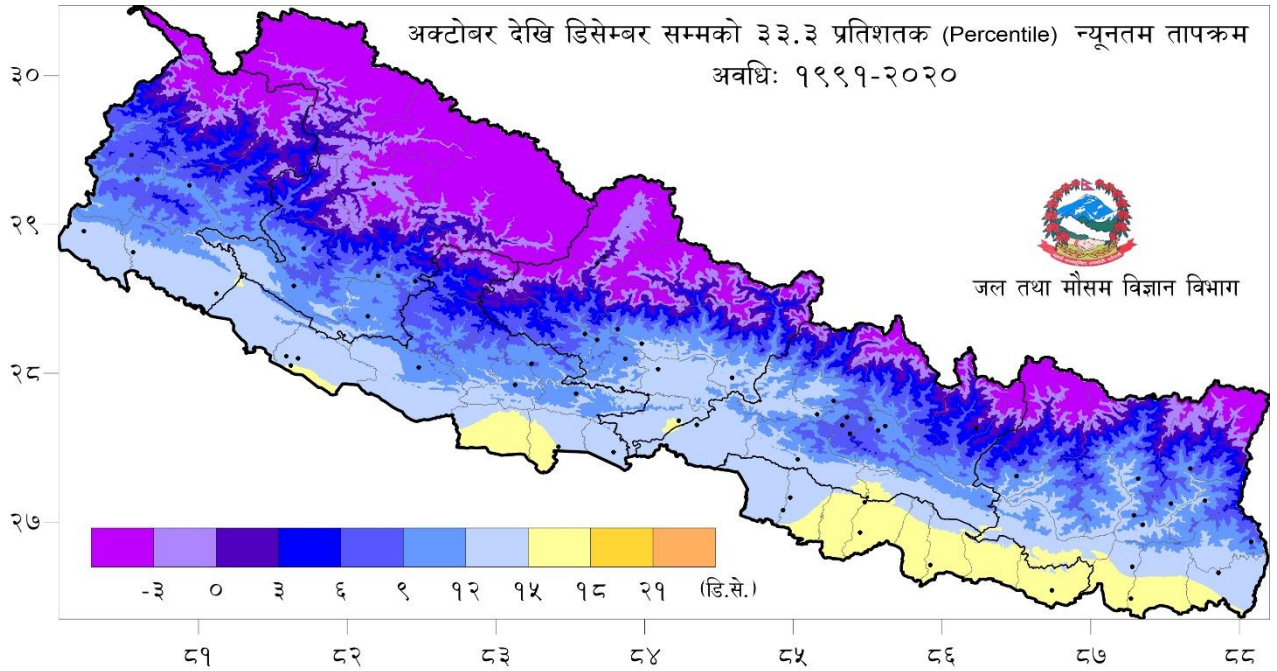 अक्टोबर देखि डिसेम्बर सम्मको ३३.३ प्रतिशतक (Percentile) न्यूनतम तापक्रम
अवधिः १९९१-२०२०
जल तथा मौसम विज्ञान विभाग
३०
२९
२८
२७
-३ ० ३ ६ ९ १२ १५ १८ २१ (डि.से.)
८१ ८२ ८३ ८४ ८५ ८६ ८७ ८८